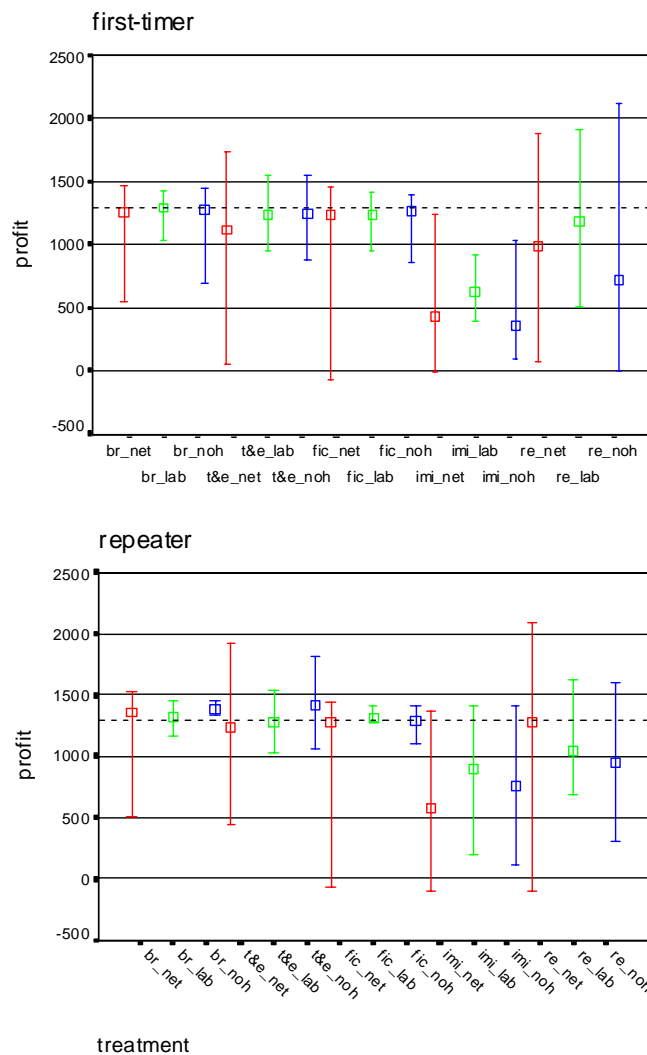 first-timer
2500
2000
1500
1000
500
0
-500
profit
br_net br_noh t&e_lab fic_net fic_noh imi_lab re_net re_noh
br_lab t&e_net t&e_noh fic_lab imi_net imi_noh re_lab
repeater
2500
2000
1500
1000
500
0
-500
profit
br_net br_lab br_noh t&e_net t&e_lab t&e_noh fic_net fic_lab fic_noh imi_net imi_lab imi_noh re_net re_lab re_noh
treatment